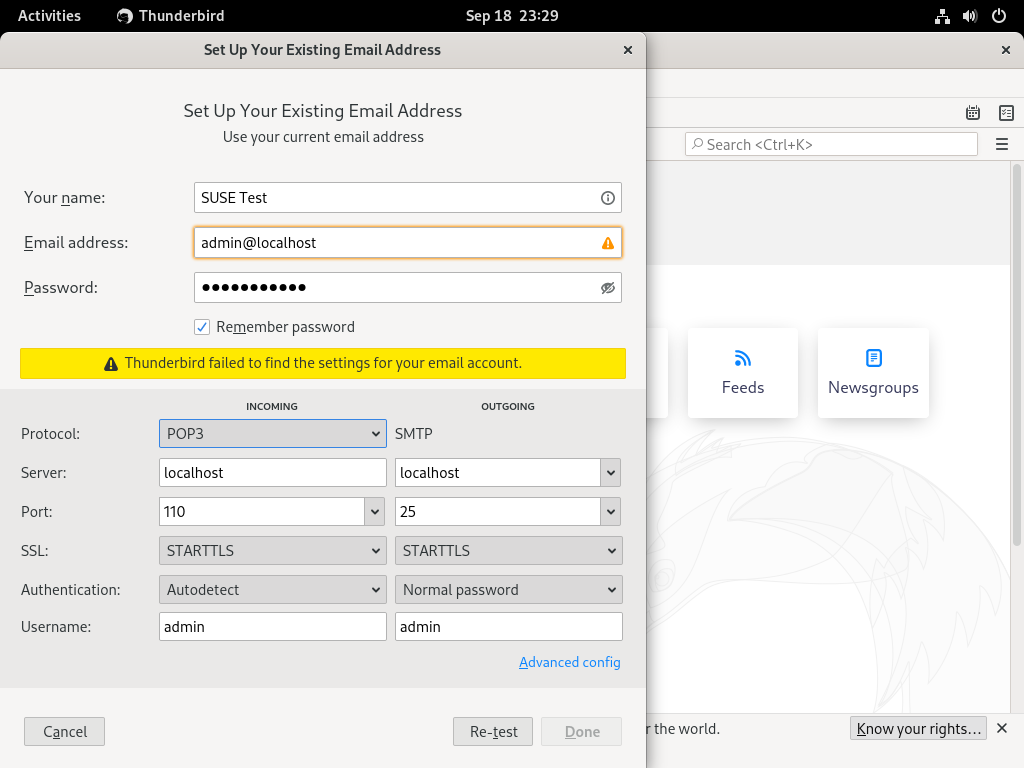 Activities Thunderbird Sep 18 23:29
Set Up Your Existing Email Address
Set Up Your Existing Email Address
Use your current email address
Your name: SUSE Test
Email address: admin@localhost
Password: ●●●●●●●●●●●
Remember password
Thunderbird failed to find the settings for your email account.
INCOMING OUTGOING
Protocol: POP3 SMTP
Server: localhost localhost
Port: 110 25
SSL: STARTTLS STARTTLS
Authentication: Autodetect Normal password
Username: admin admin
Advanced config
Cancel Re-test Done
Search <Ctrl+K>
Feeds Newsgroups
the world. Know your rights...